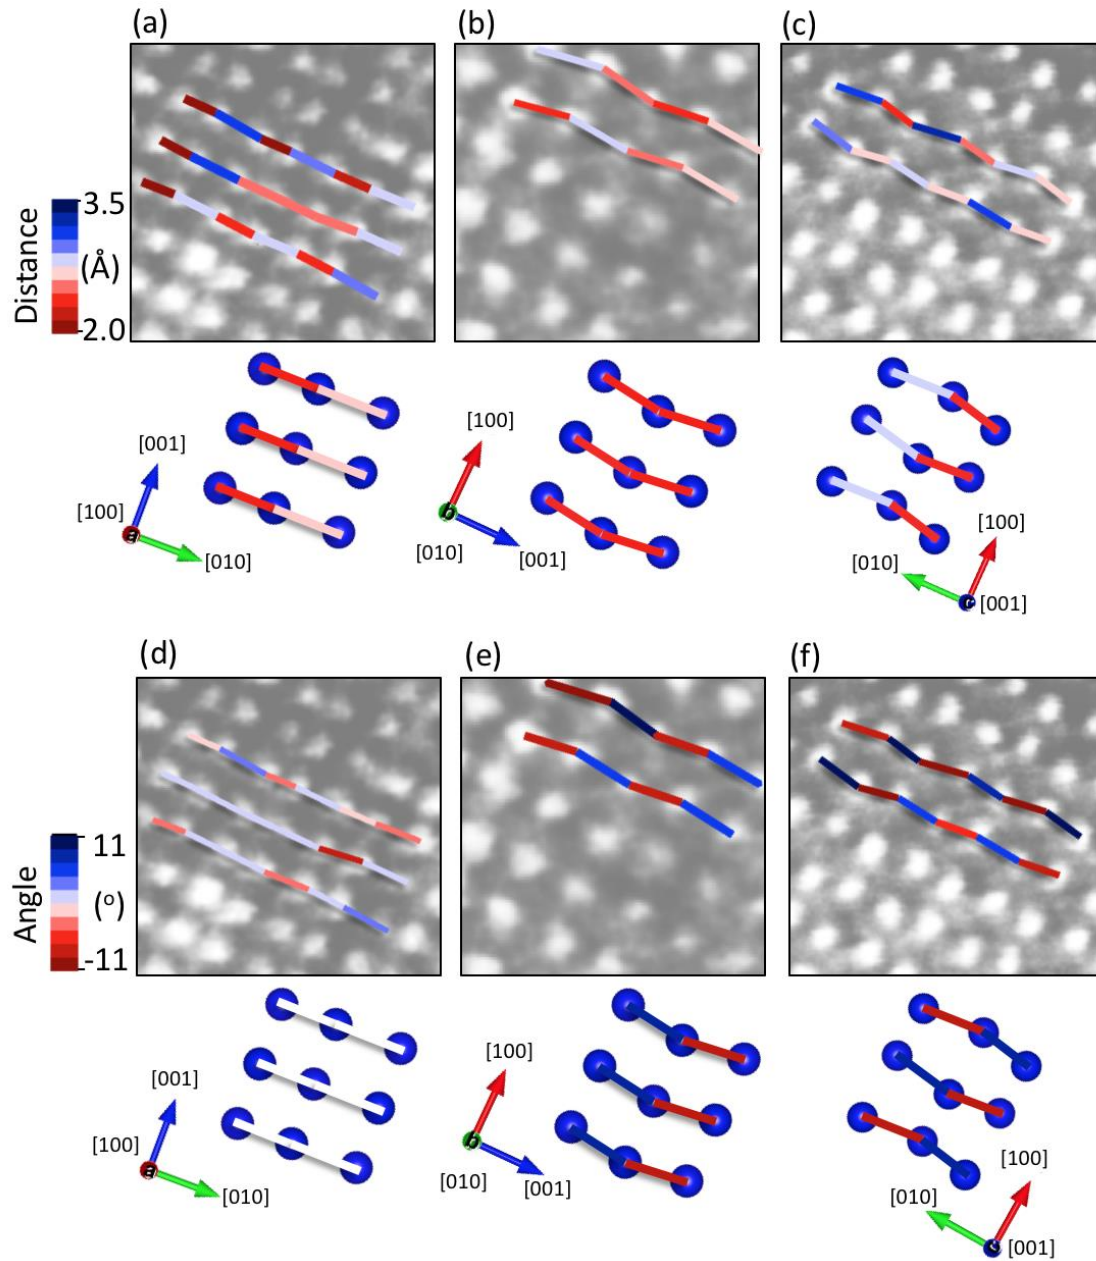 (a)
(b)
(c)
Distance
(Å)
3.5
2.0
[001]
[100]
a
[010]
[100]
b
[010]
[001]
[100]
[010]
[001]
(d)
(e)
(f)
Angle
(o)
11
-11
[001]
[100]
a
[010]
[100]
b
[010]
[001]
[100]
[010]
[001]